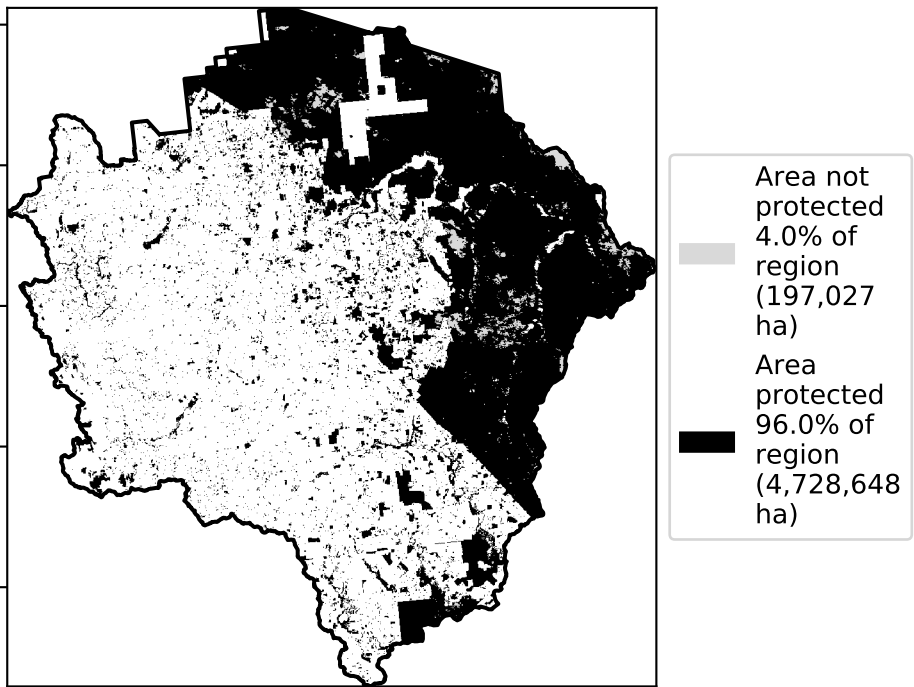 Area not
protected
4.0% of
region
(197,027
ha)
Area
protected
96.0% of
region
(4,728,648
ha)